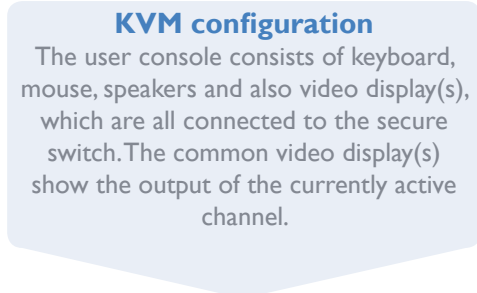 KVM configuration
The user console consists of keyboard,
mouse, speakers and also video display(s),
which are all connected to the secure
switch. The common video display(s)
show the output of the currently active
channel.